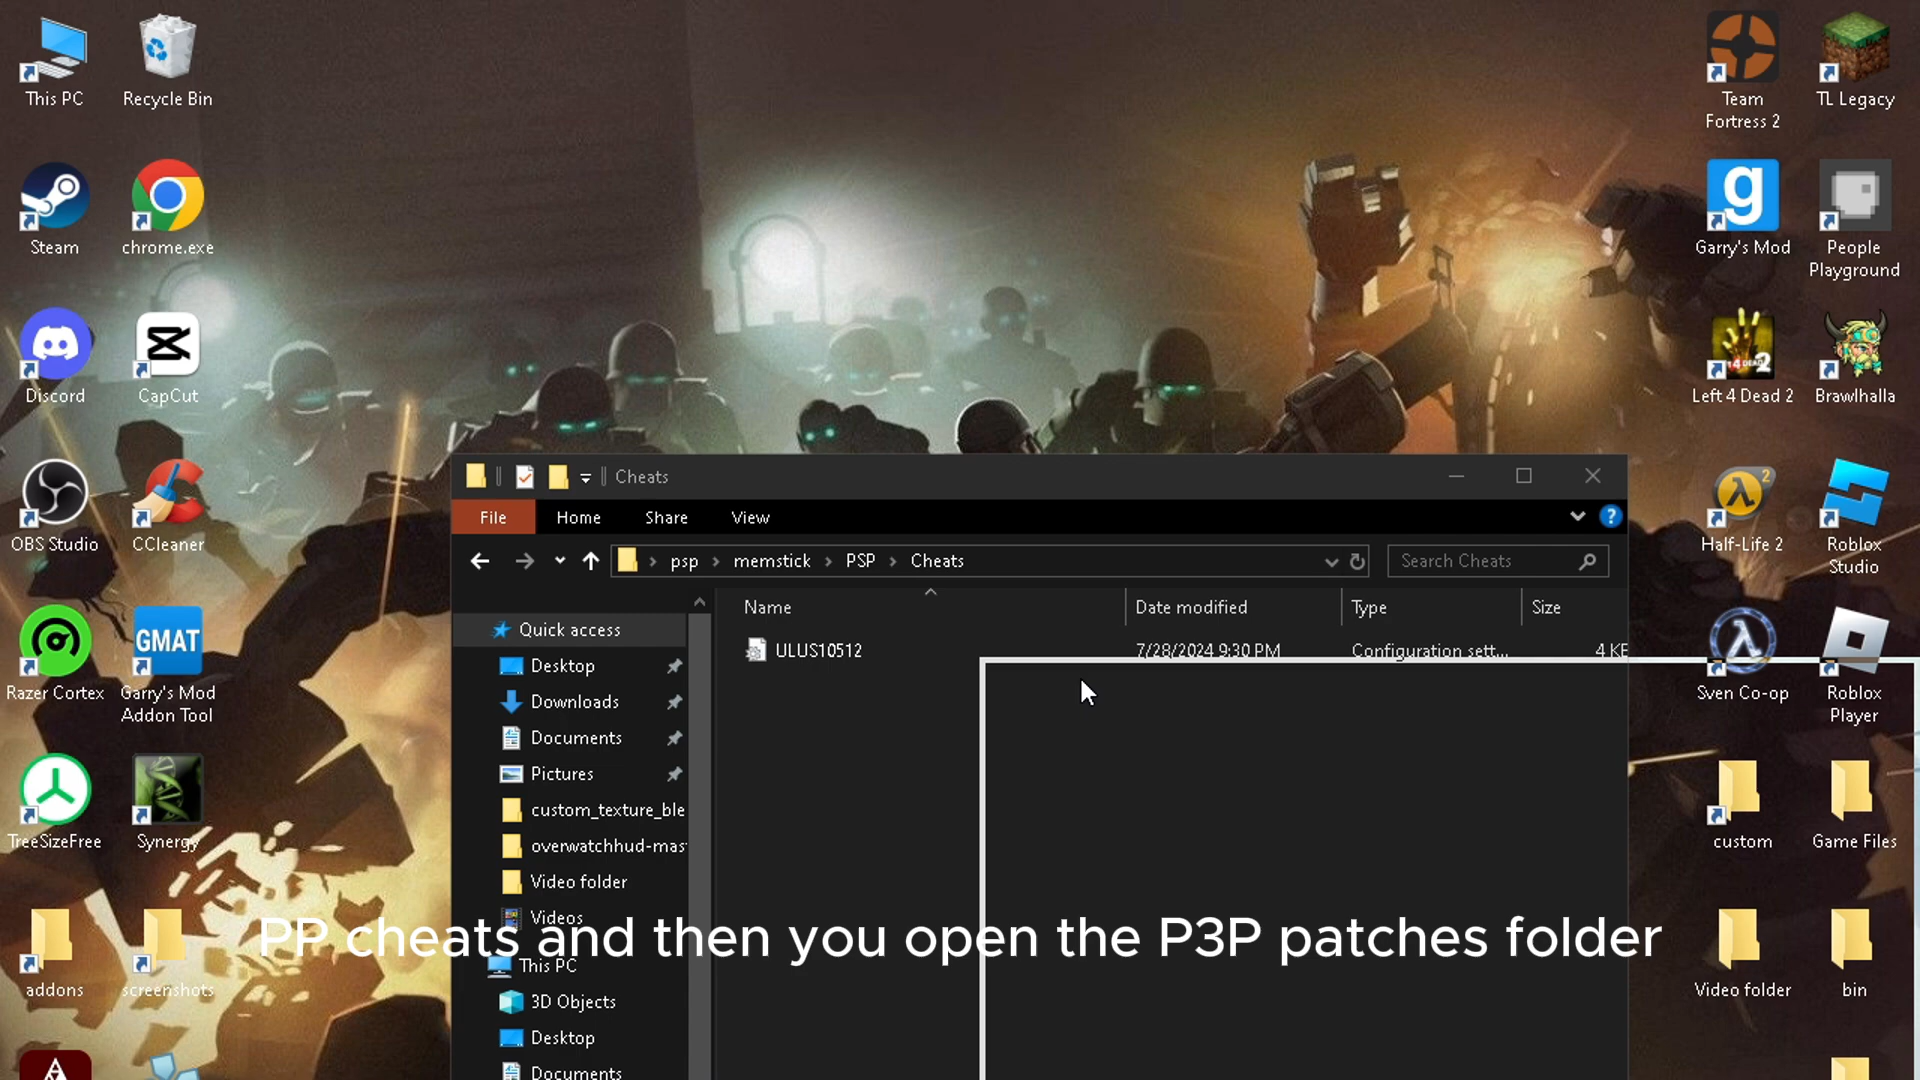 This PC
Recycle Bin
Steam
chrome.exe
Discord
CapCut
OBS Studio
CCleaner
GMAT
Razer Cortex
Garry's Mod
Addon Tool
TreeSizeFree
Synergy
addons
screenshots
Cheats
File
Home
Share
View
?
psp
memstick
PSP
Cheats
Search Cheats
Name
Date modified
Type
Size
ULUS10512
7/28/2024 9:30 PM
Configuration sett...
4 KB
Quick access
Desktop
Downloads
Documents
Pictures
custom_texture_ble
overwatchhud-mas
Video folder
Videos
This PC
3D Objects
Desktop
Documents
PP cheats and then you open the P3P patches folder
Team
Fortress 2
TL Legacy
g
Garry's Mod
People
Playground
Left 4 Dead 2
Brawlhalla
2
Half-Life 2
Roblox
Studio
Sven Co-op
Roblox
Player
custom
Game Files
Video folder
bin